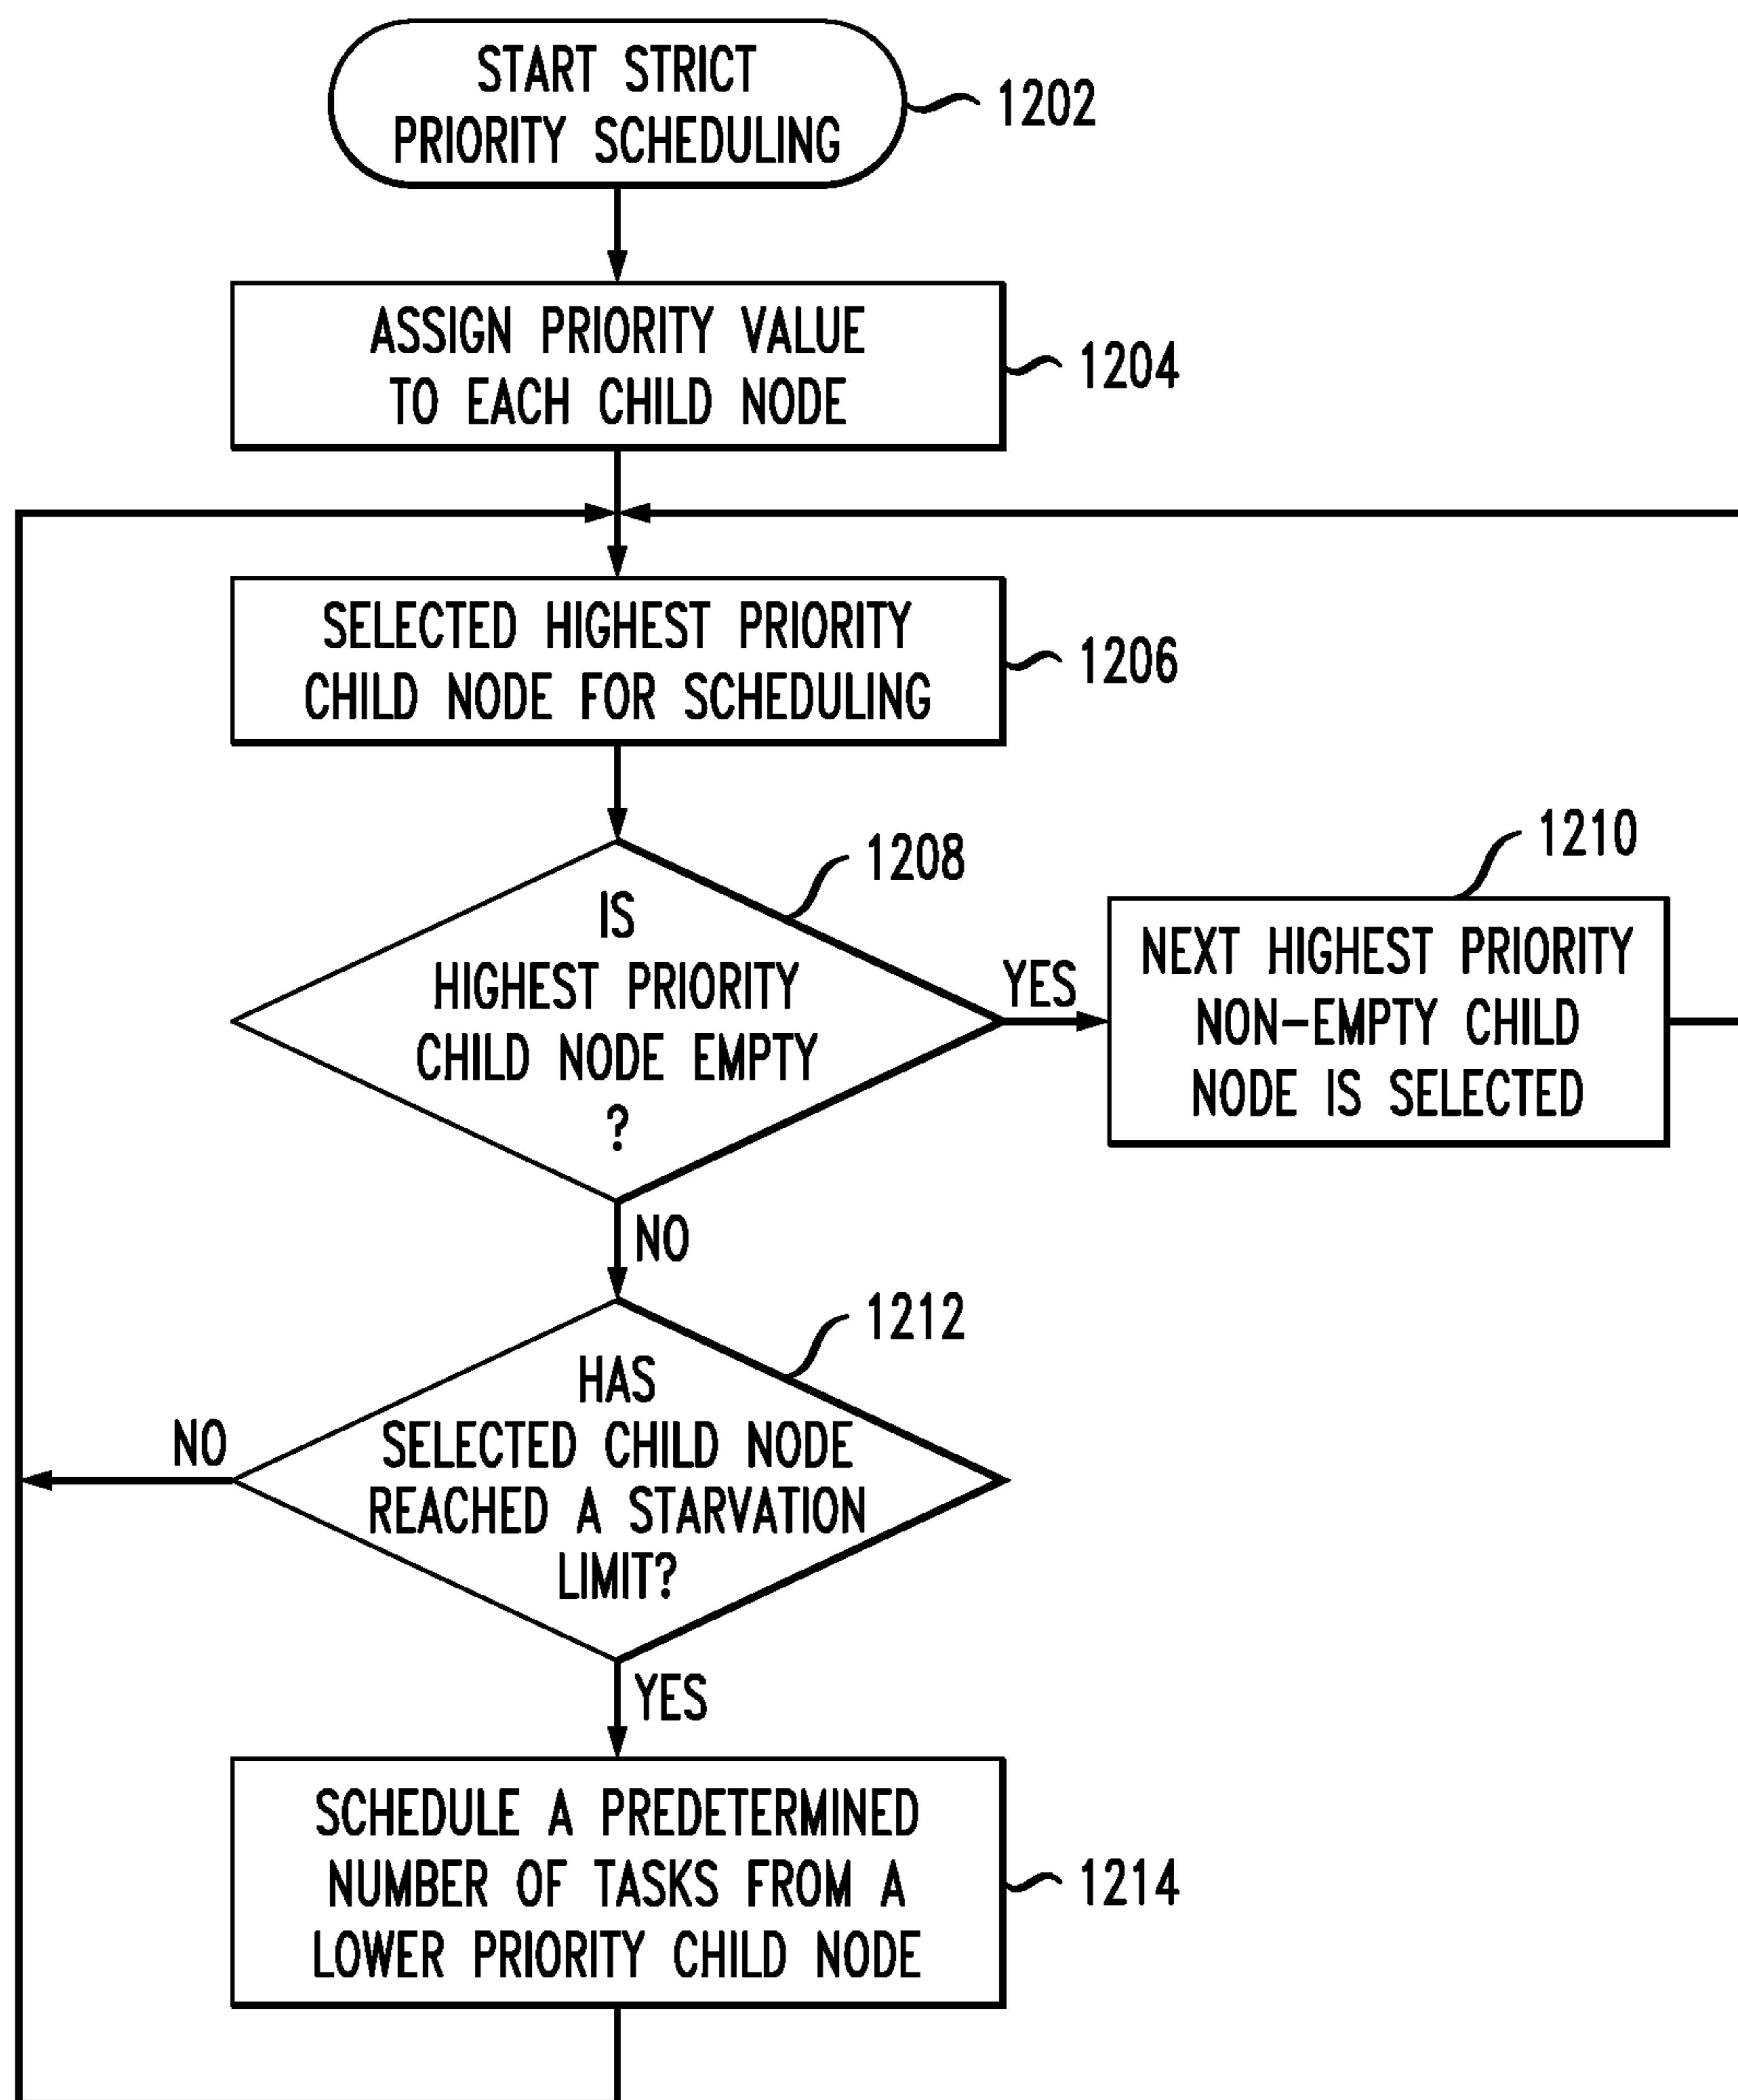 START STRICT
PRIORITY SCHEDULING
1202
ASSIGN PRIORITY VALUE
TO EACH CHILD NODE
1204
SELECTED HIGHEST PRIORITY
CHILD NODE FOR SCHEDULING
1206
1208
IS
HIGHEST PRIORITY
CHILD NODE EMPTY
?
YES
1210
NEXT HIGHEST PRIORITY
NON-EMPTY CHILD
NODE IS SELECTED
NO
1212
HAS
SELECTED CHILD NODE
REACHED A STARVATION
LIMIT?
NO
YES
SCHEDULE A PREDETERMINED
NUMBER OF TASKS FROM A
LOWER PRIORITY CHILD NODE
1214